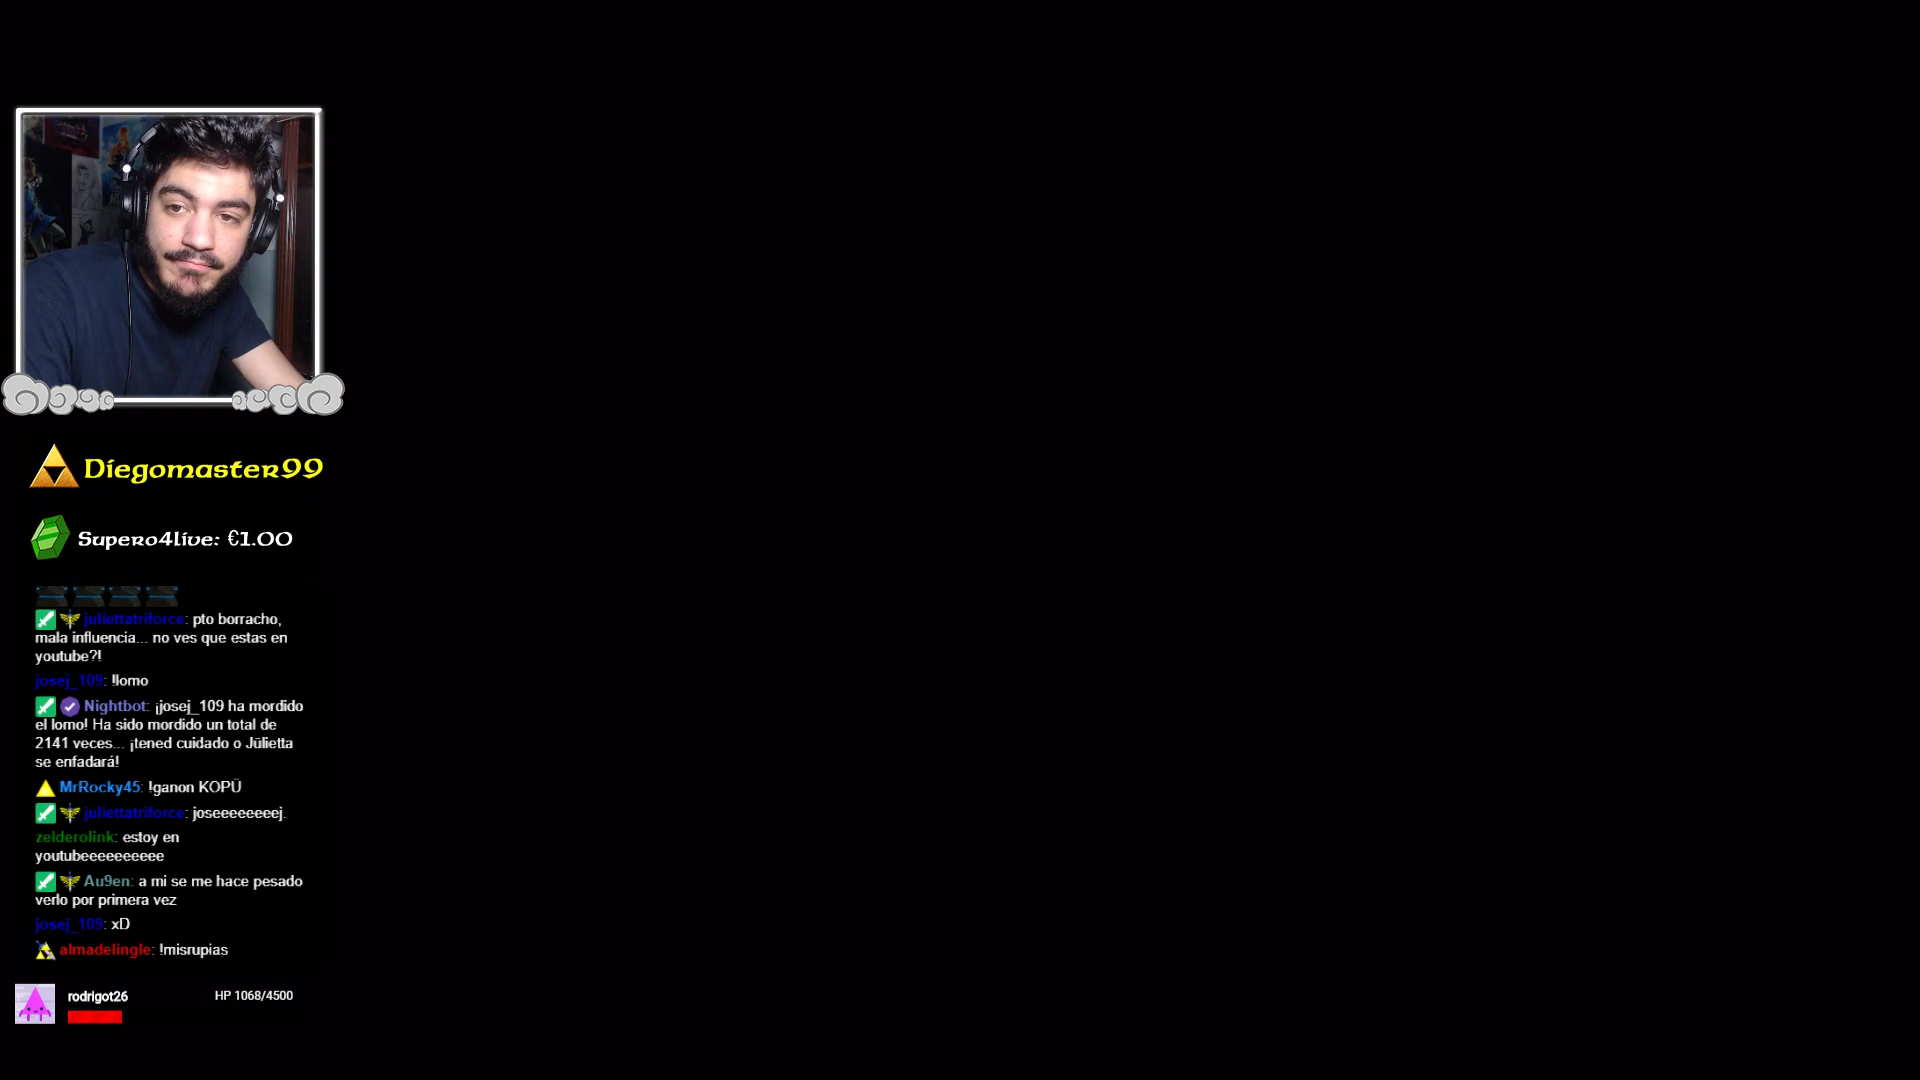 Diegomaster99
Supero4live: €1.00
juliettatriforce: pto borracho,
mala influencia... no ves que estas en
youtube?!
josej_109: !lomo
Nightbot: ¡josej_109 ha mordido
el lomo! Ha sido mordido un total de
2141 veces... ¡tened cuidado o Jülietta
se enfadará!
MrRocky45: !ganon KOPÜ
juliettatriforce: joseeeeeeeej.
zelderolink: estoy en
youtubeeeeeeeeee
Au9en: a mi se me hace pesado
verlo por primera vez
josej_109: xD
almadelingle: !misrupias
rodrigot26 HP 1068/4500